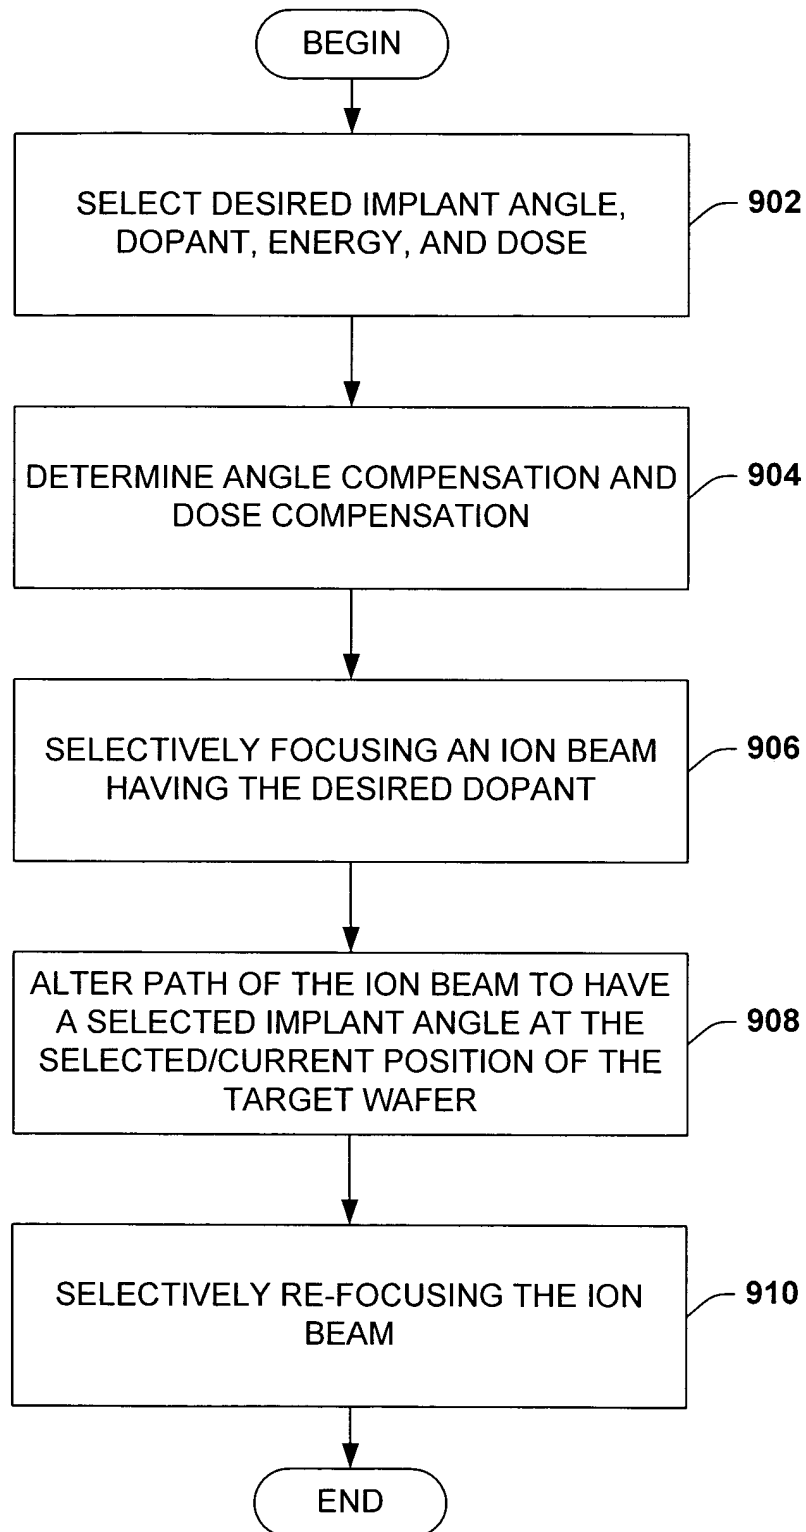 BEGIN
SELECT DESIRED IMPLANT ANGLE,
DOPANT, ENERGY, AND DOSE
902
DETERMINE ANGLE COMPENSATION AND
DOSE COMPENSATION
904
SELECTIVELY FOCUSING AN ION BEAM
HAVING THE DESIRED DOPANT
906
ALTER PATH OF THE ION BEAM TO HAVE
A SELECTED IMPLANT ANGLE AT THE
SELECTED/CURRENT POSITION OF THE
TARGET WAFER
908
SELECTIVELY RE-FOCUSING THE ION
BEAM
910
END